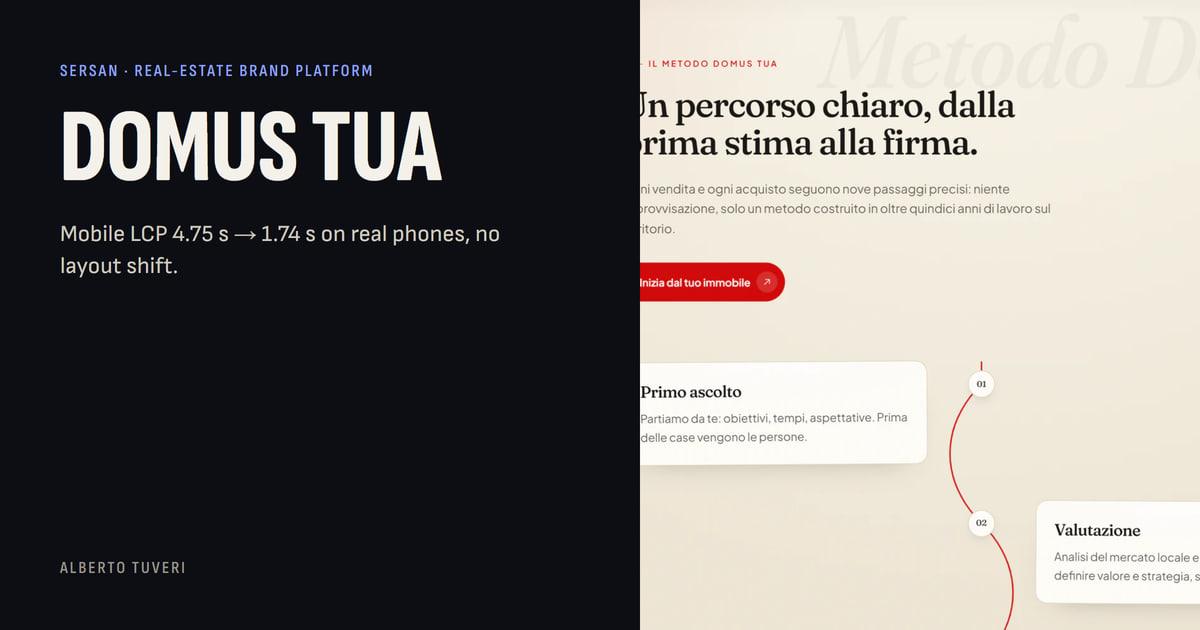 SERSAN · REAL-ESTATE BRAND PLATFORM
DOMUS TUA
Mobile LCP 4.75 s → 1.74 s on real phones, no
layout shift.
ALBERTO TUVERI
Metodo D
IL METODO DOMUS TUA
Un percorso chiaro, dalla
prima stima alla firma.
ni vendita e ogni acquisto seguono nove passaggi precisi: niente
provvisazione, solo un metodo costruito in oltre quindici anni di lavoro sul
ritorio.
Inizia dal tuo immobile ↗
Primo ascolto
Partiamo da te: obiettivi, tempi, aspettative. Prima
delle case vengono le persone.
01
02
Valutazione
Analisi del mercato locale e
definire valore e strategia, s